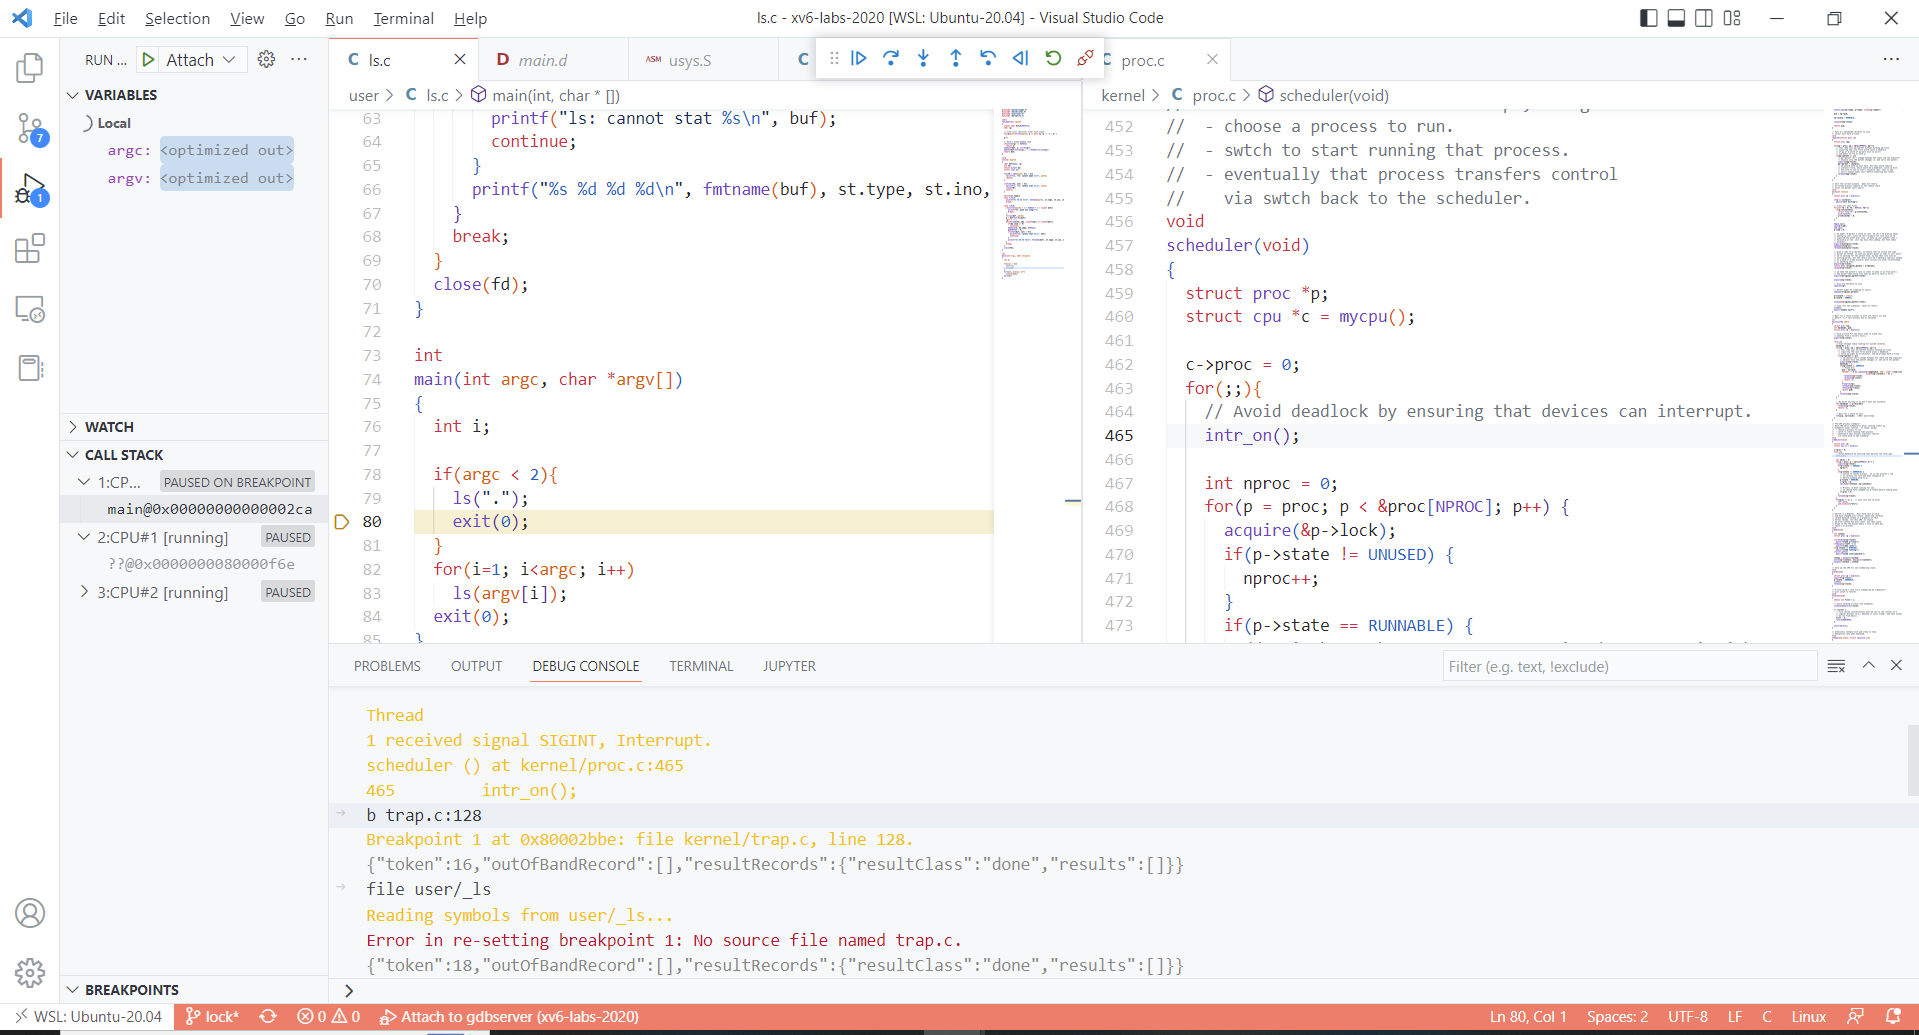 File Edit Selection View Go Run Terminal Help
ls.c - xv6-labs-2020 [WSL: Ubuntu-20.04] - Visual Studio Code
RUN ... Attach
C ls.c
D main.d
ASM usys.S
C
C proc.c
user > C ls.c > main(int, char * [])
kernel > C proc.c > scheduler(void)
7
1
VARIABLES
Local
argc: <optimized out>
argv: <optimized out>
WATCH
CALL STACK
1:CP... PAUSED ON BREAKPOINT
main@0x00000000000002ca
2:CPU#1 [running] PAUSED
??@0x0000000080000f6e
3:CPU#2 [running] PAUSED
BREAKPOINTS
63 printf("ls: cannot stat %s\n", buf);
64 continue;
65 }
66 printf("%s %d %d %d\n", fmtname(buf), st.type, st.ino,
67 }
68 break;
69 }
70 close(fd);
71 }
72
73 int
74 main(int argc, char *argv[])
75 {
76 int i;
77
78 if(argc < 2){
79 ls(".");
80 exit(0);
81 }
82 for(i=1; i<argc; i++)
83 ls(argv[i]);
84 exit(0);
85 }
452 // - choose a process to run.
453 // - swtch to start running that process.
454 // - eventually that process transfers control
455 // via swtch back to the scheduler.
456 void
457 scheduler(void)
458 {
459 struct proc *p;
460 struct cpu *c = mycpu();
461
462 c->proc = 0;
463 for(;;){
464 // Avoid deadlock by ensuring that devices can interrupt.
465 intr_on();
466
467 int nproc = 0;
468 for(p = proc; p < &proc[NPROC]; p++) {
469 acquire(&p->lock);
470 if(p->state != UNUSED) {
471 nproc++;
472 }
473 if(p->state == RUNNABLE) {
PROBLEMS OUTPUT DEBUG CONSOLE TERMINAL JUPYTER
Filter (e.g. text, !exclude)
Thread
1 received signal SIGINT, Interrupt.
scheduler () at kernel/proc.c:465
465 intr_on();
b trap.c:128
Breakpoint 1 at 0x80002bbe: file kernel/trap.c, line 128.
{"token":16,"outOfBandRecord":[],"resultRecords":{"resultClass":"done","results":[]}}
file user/_ls
Reading symbols from user/_ls...
Error in re-setting breakpoint 1: No source file named trap.c.
{"token":18,"outOfBandRecord":[],"resultRecords":{"resultClass":"done","results":[]}}
>
WSL: Ubuntu-20.04 lock* 0 0 Attach to gdbserver (xv6-labs-2020)
Ln 80, Col 1 Spaces: 2 UTF-8 LF C Linux